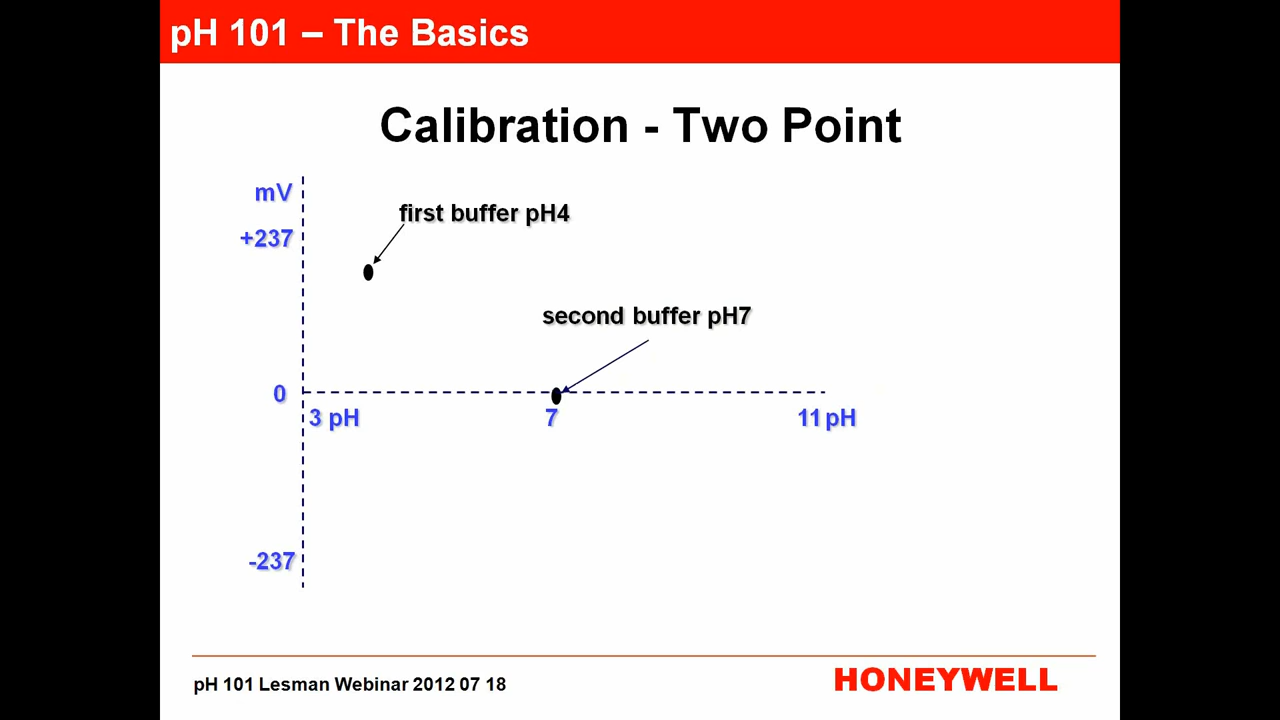 pH 101 – The Basics
Calibration - Two Point
mV
first buffer pH4
+237
second buffer pH7
0
3 pH
7
11 pH
-237
pH 101 Lesman Webinar 2012 07 18
HONEYWELL